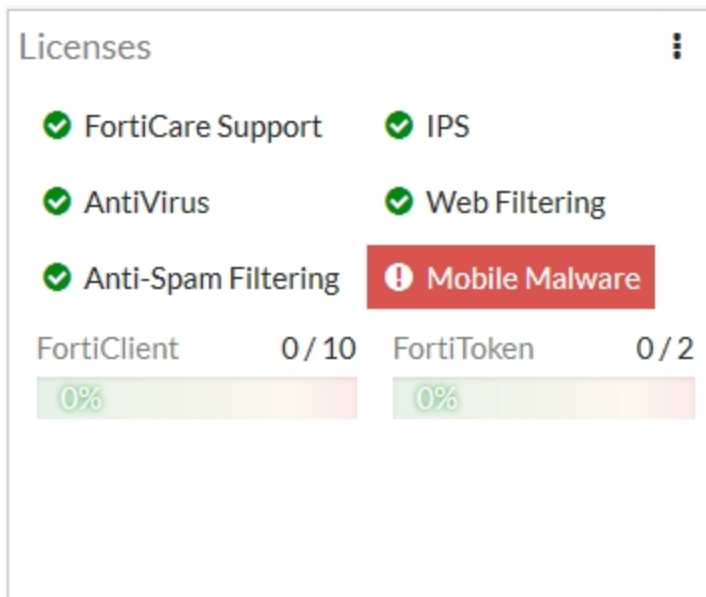 Licenses
FortiCare Support IPS
AntiVirus Web Filtering
Anti-Spam Filtering Mobile Malware
FortiClient 0 / 10 FortiToken 0 / 2
0% 0%